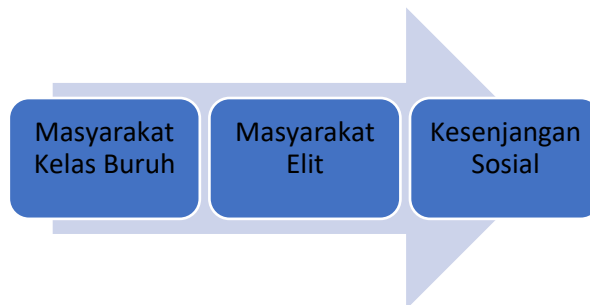 Masyarakat
Kelas Buruh
Masyarakat
Elit
Kesenjangan
Sosial